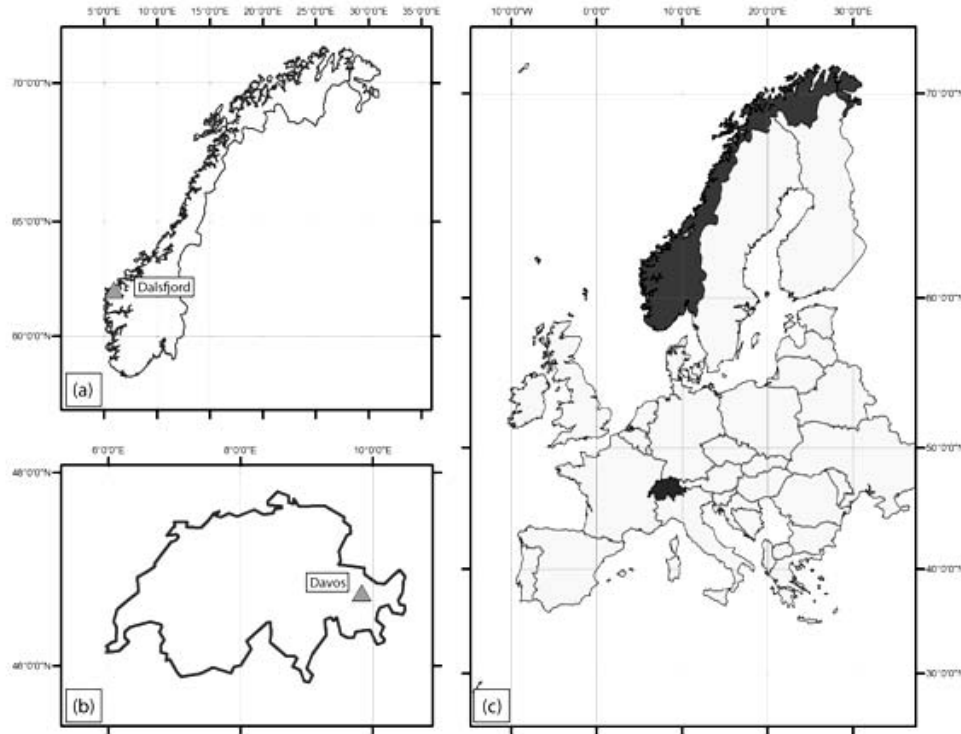 5°0'0"E 10°0'0"E 15°0'0"E 20°0'0"E 25°0'0"E 30°0'0"E 35°0'0"E
70°0'0"N
65°0'0"N
60°0'0"N
Dalsfjord
(a)
6°0'0"E 8°0'0"E 10°0'0"E
48°0'0"N
46°0'0"N
Davos
(b)
10°0'0"W 0°0'0" 10°0'0"E 20°0'0"E 30°0'0"E
70°0'0"N
60°0'0"N
50°0'0"N
40°0'0"N
30°0'0"N
(c)